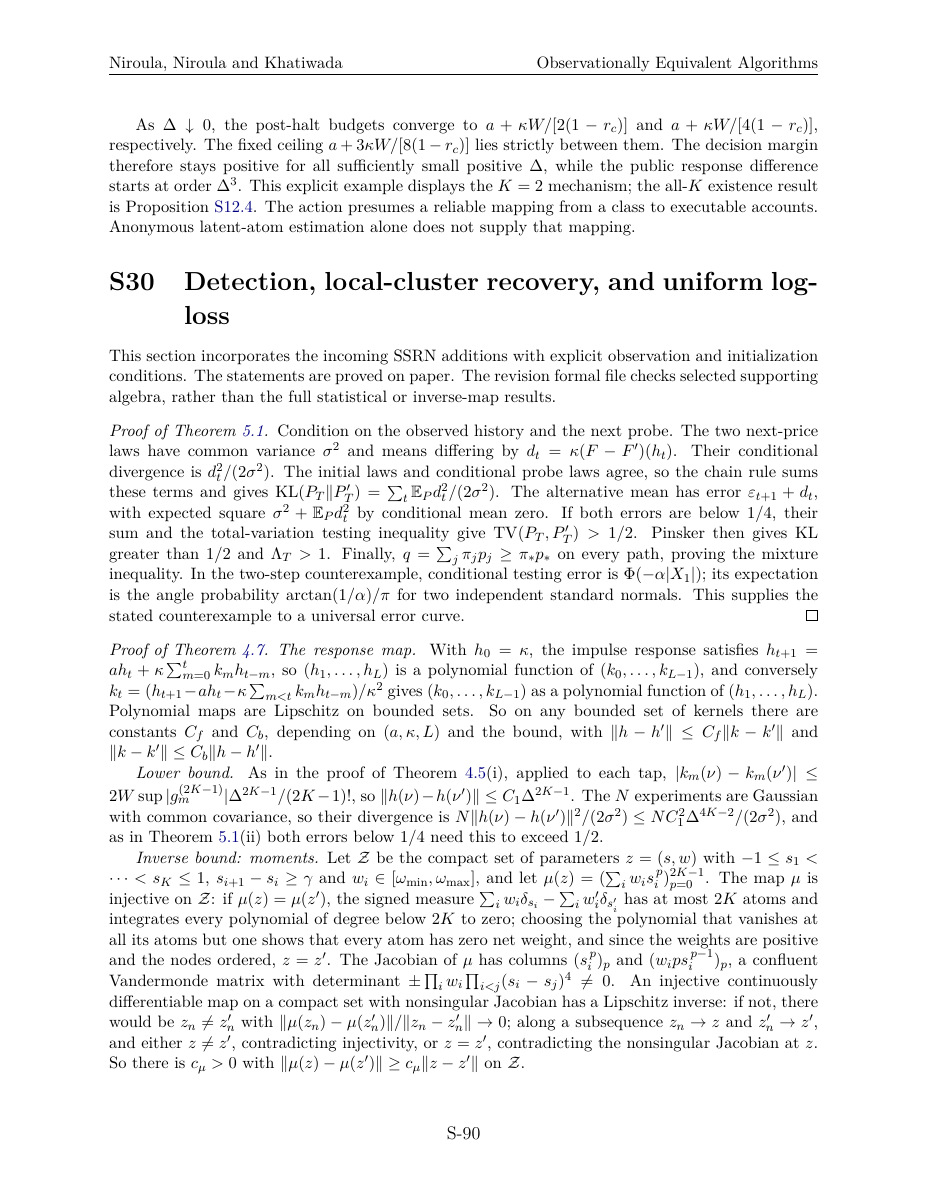 Niroula, Niroula and Khatiwada Observationally Equivalent Algorithms
As Δ ↓ 0, the post-halt budgets converge to a + κW/[2(1 − r_c)] and a + κW/[4(1 − r_c)],
respectively. The fixed ceiling a + 3κW/[8(1 − r_c)] lies strictly between them. The decision margin
therefore stays positive for all sufficiently small positive Δ, while the public response difference
starts at order Δ³. This explicit example displays the K = 2 mechanism; the all-K existence result
is Proposition S12.4. The action presumes a reliable mapping from a class to executable accounts.
Anonymous latent-atom estimation alone does not supply that mapping.
S30 Detection, local-cluster recovery, and uniform log-
loss
This section incorporates the incoming SSRN additions with explicit observation and initialization
conditions. The statements are proved on paper. The revision formal file checks selected supporting
algebra, rather than the full statistical or inverse-map results.
Proof of Theorem 5.1. Condition on the observed history and the next probe. The two next-price
laws have common variance σ² and means differing by d_t = κ(F − F′)(h_t). Their conditional
divergence is d_t²/(2σ²). The initial laws and conditional probe laws agree, so the chain rule sums
these terms and gives KL(P_T‖P′_T) = ∑_t 𝔼_P d_t²/(2σ²). The alternative mean has error ε_{t+1} + d_t,
with expected square σ² + 𝔼_P d_t² by conditional mean zero. If both errors are below 1/4, their
sum and the total-variation testing inequality give TV(P_T, P′_T) > 1/2. Pinsker then gives KL
greater than 1/2 and Λ_T > 1. Finally, q = ∑_j π_j p_j ≥ π_* p_* on every path, proving the mixture
inequality. In the two-step counterexample, conditional testing error is Φ(−α|X₁|); its expectation
is the angle probability arctan(1/α)/π for two independent standard normals. This supplies the
stated counterexample to a universal error curve. □
Proof of Theorem 4.7. The response map. With h₀ = κ, the impulse response satisfies h_{t+1} =
ah_t + κ∑_{m=0}^t k_m h_{t−m}, so (h₁, . . . , h_L) is a polynomial function of (k₀, . . . , k_{L−1}), and conversely
k_t = (h_{t+1} − ah_t − κ∑_{m<t} k_m h_{t−m})/κ² gives (k₀, . . . , k_{L−1}) as a polynomial function of (h₁, . . . , h_L).
Polynomial maps are Lipschitz on bounded sets. So on any bounded set of kernels there are
constants C_f and C_b, depending on (a, κ, L) and the bound, with ‖h − h′‖ ≤ C_f‖k − k′‖ and
‖k − k′‖ ≤ C_b‖h − h′‖.
Lower bound. As in the proof of Theorem 4.5(i), applied to each tap, |k_m(ν) − k_m(ν′)| ≤
2W sup |g_m^{(2K−1)}|Δ^{2K−1}/(2K−1)!, so ‖h(ν) − h(ν′)‖ ≤ C₁Δ^{2K−1}. The N experiments are Gaussian
with common covariance, so their divergence is N‖h(ν) − h(ν′)‖²/(2σ²) ≤ NC₁²Δ^{4K−2}/(2σ²), and
as in Theorem 5.1(ii) both errors below 1/4 need this to exceed 1/2.
Inverse bound: moments. Let 𝒵 be the compact set of parameters z = (s, w) with −1 ≤ s₁ <
· · · < s_K ≤ 1, s_{i+1} − s_i ≥ γ and w_i ∈ [ω_min, ω_max], and let μ(z) = (∑_i w_i s_i^p)_{p=0}^{2K−1}. The map μ is
injective on 𝒵: if μ(z) = μ(z′), the signed measure ∑_i w_i δ_{s_i} − ∑_i w′_i δ_{s′_i} has at most 2K atoms and
integrates every polynomial of degree below 2K to zero; choosing the polynomial that vanishes at
all its atoms but one shows that every atom has zero net weight, and since the weights are positive
and the nodes ordered, z = z′. The Jacobian of μ has columns (s_i^p)_p and (w_i p s_i^{p−1})_p, a confluent
Vandermonde matrix with determinant ± ∏_i w_i ∏_{i<j}(s_i − s_j)⁴ ≠ 0. An injective continuously
differentiable map on a compact set with nonsingular Jacobian has a Lipschitz inverse: if not, there
would be z_n ≠ z′_n with ‖μ(z_n) − μ(z′_n)‖/‖z_n − z′_n‖ → 0; along a subsequence z_n → z and z′_n → z′,
and either z ≠ z′, contradicting injectivity, or z = z′, contradicting the nonsingular Jacobian at z.
So there is c_μ > 0 with ‖μ(z) − μ(z′)‖ ≥ c_μ‖z − z′‖ on 𝒵.
S-90